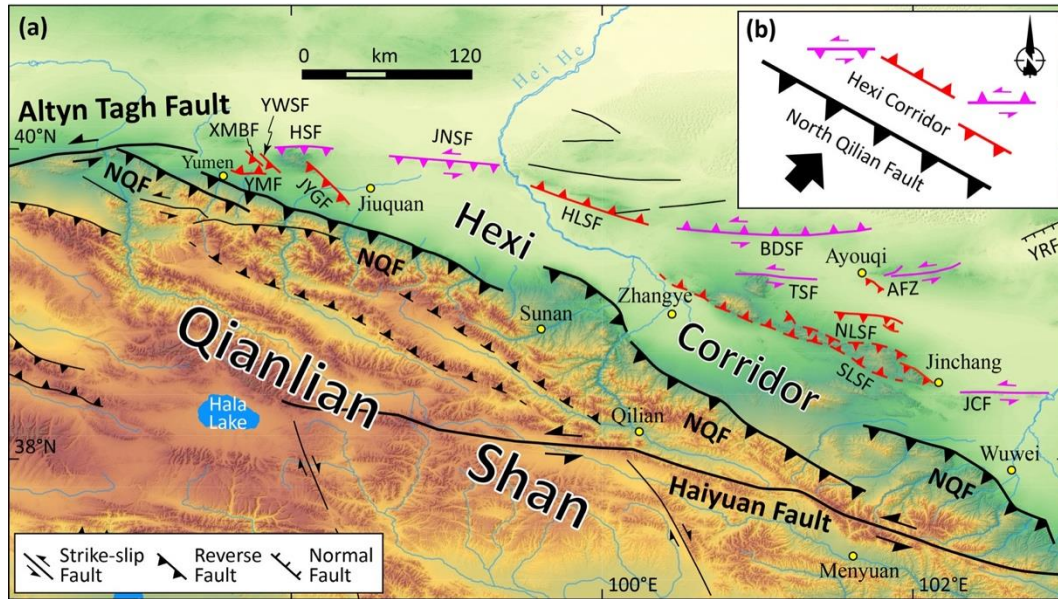 (a)
km
0
120
Hei He
Altyn Tagh Fault
YWSF
XMBF
HSF
40°N
Yumen
YMF
JYGF
Jiuquan
JNSF
NQF
Hexi
HLSF
NQF
BDSF
Ayouqi
YRF
TSF
AFZ
Sunan
Zhangye
Corridor
NLSF
SLSF
Jinchang
JCF
Qianlian
Hala
Lake
Qilian
NQF
38°N
Shan
NQF
Wuwei
Haiyuan Fault
Menyuan
100°E
102°E
Strike-slip
Fault
Reverse
Fault
Normal
Fault
(b)
N
Hexi Corridor
North Qilian Fault